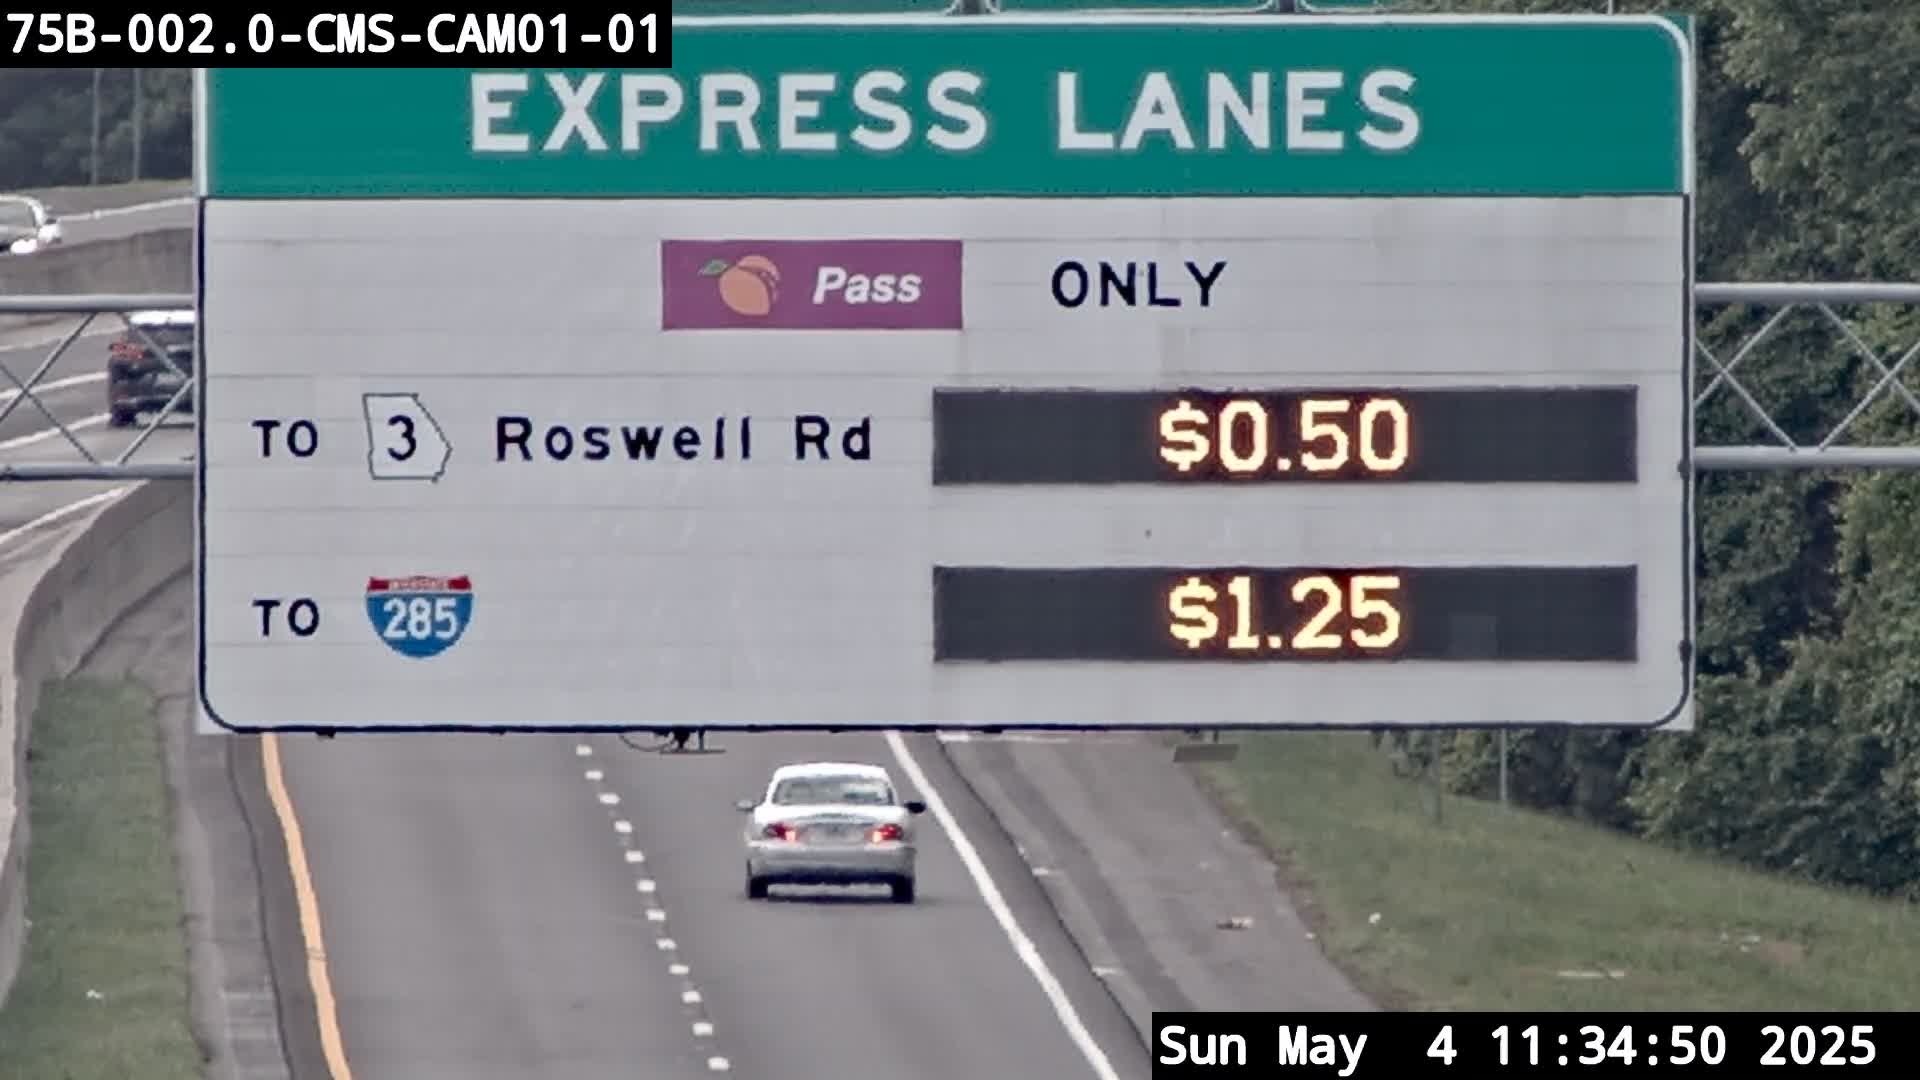 75B-002.0-CMS-CAM01-01
EXPRESS LANES
Pass ONLY
TO 3 Roswell Rd $0.50
INTERSTATE
TO 285 $1.25
Sun May 4 11:34:50 2025